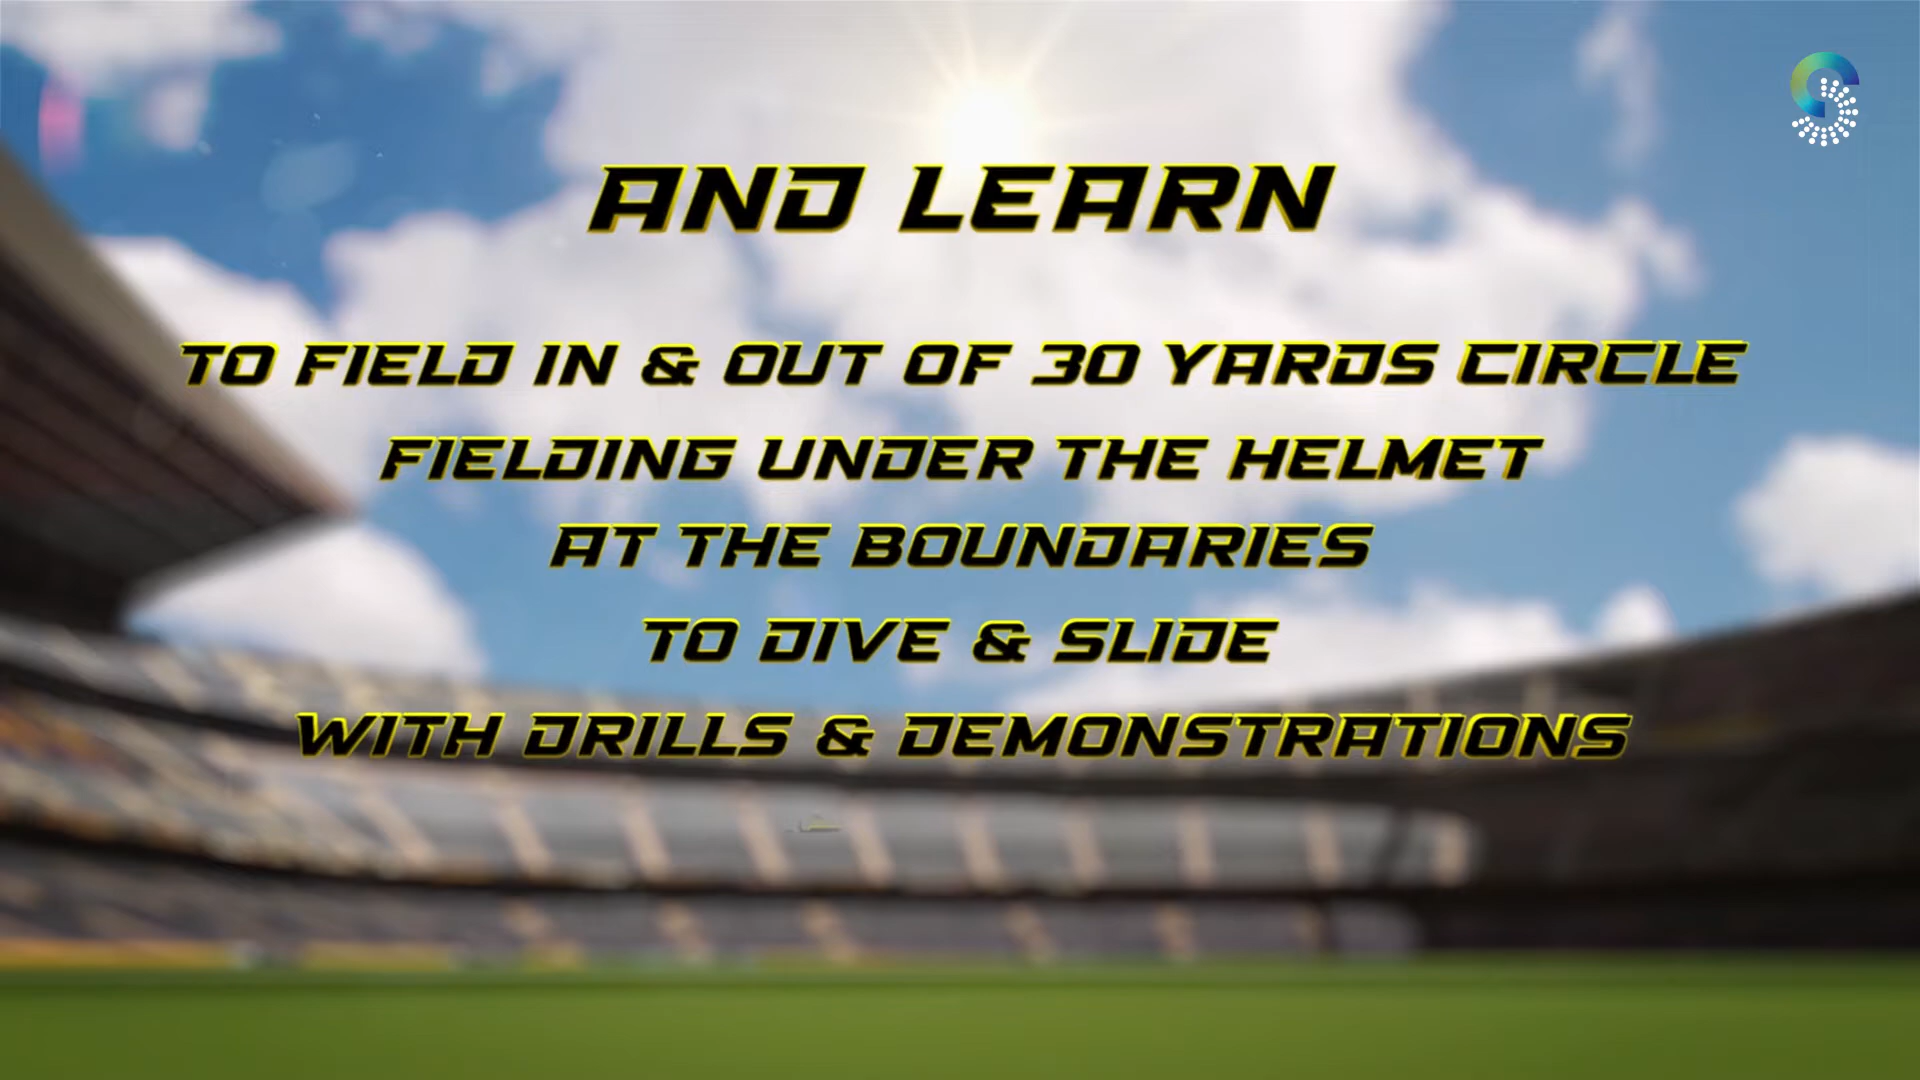 AND LEARN
TO FIELD IN & OUT OF 30 YARDS CIRCLE
FIELDING UNDER THE HELMET
AT THE BOUNDARIES
TO DIVE & SLIDE
WITH DRILLS & DEMONSTRATIONS